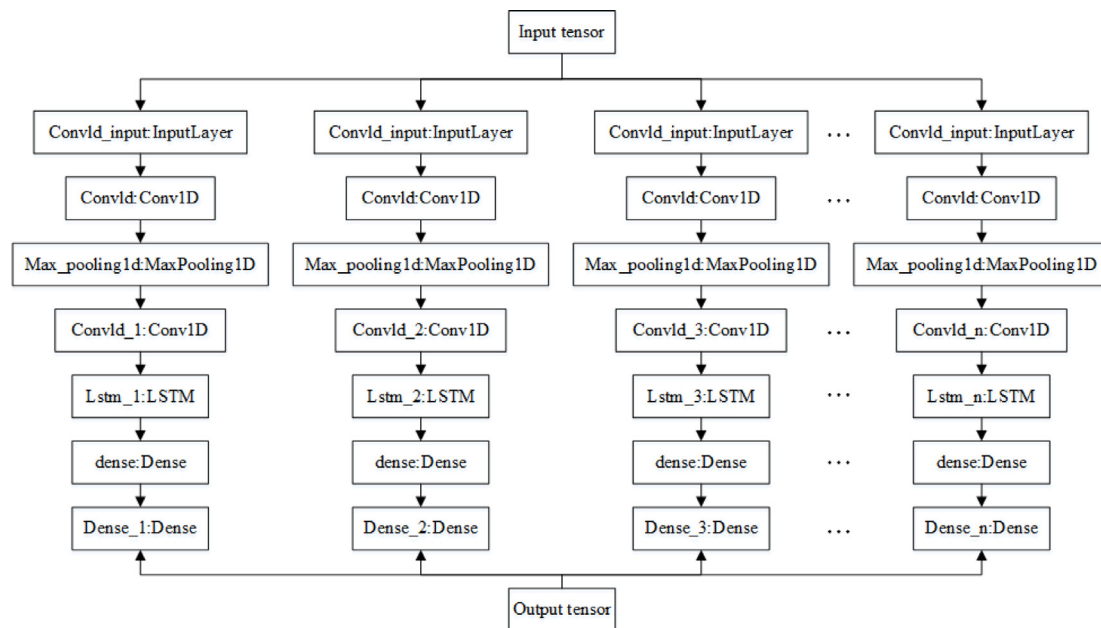 Input tensor
Convld_input:InputLayer Convld_input:InputLayer Convld_input:InputLayer ... Convld_input:InputLayer
Convld:Conv1D Convld:Conv1D Convld:Conv1D ... Convld:Conv1D
Max_pooling1d:MaxPooling1D Max_pooling1d:MaxPooling1D Max_pooling1d:MaxPooling1D Max_pooling1d:MaxPooling1D
Convld_1:Conv1D Convld_2:Conv1D Convld_3:Conv1D ... Convld_n:Conv1D
Lstm_1:LSTM Lstm_2:LSTM Lstm_3:LSTM ... Lstm_n:LSTM
dense:Dense dense:Dense dense:Dense ... dense:Dense
Dense_1:Dense Dense_2:Dense Dense_3:Dense ... Dense_n:Dense
Output tensor